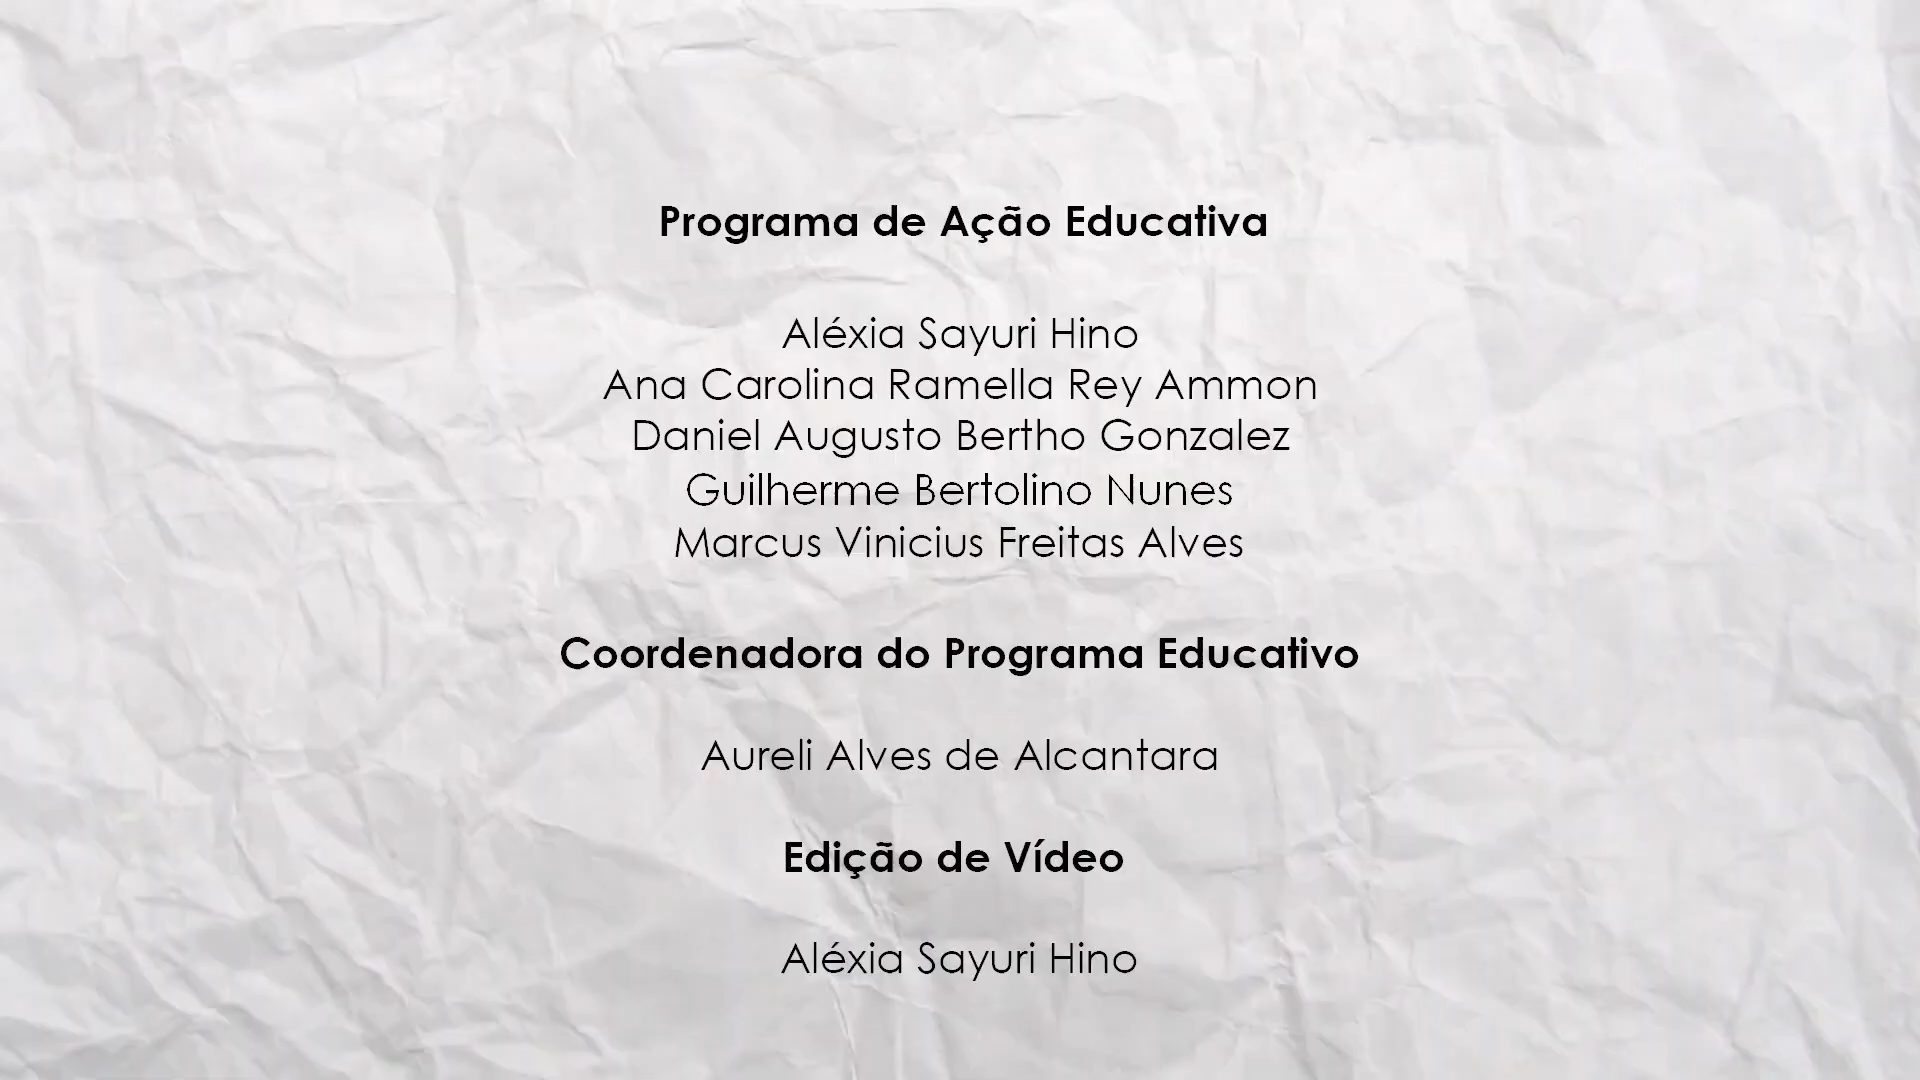 Programa de Ação Educativa
Aléxia Sayuri Hino
Ana Carolina Ramella Rey Ammon
Daniel Augusto Bertho Gonzalez
Guilherme Bertolino Nunes
Marcus Vinicius Freitas Alves
Coordenadora do Programa Educativo
Aureli Alves de Alcantara
Edição de Vídeo
Aléxia Sayuri Hino